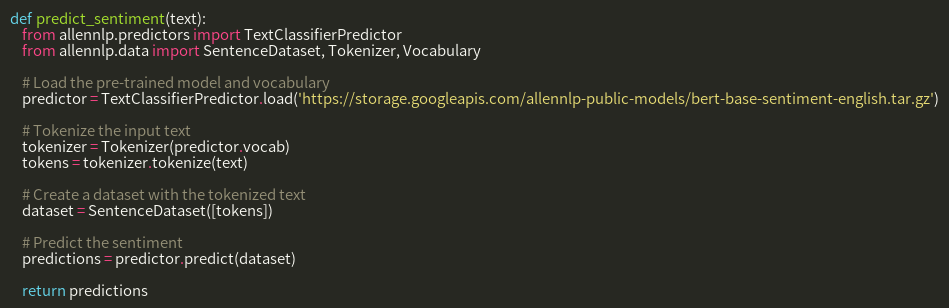 def predict_sentiment(text):
from allennlp.predictors import TextClassifierPredictor
from allennlp.data import SentenceDataset, Tokenizer, Vocabulary
# Load the pre-trained model and vocabulary
predictor = TextClassifierPredictor.load('https://storage.googleapis.com/allennlp-public-models/bert-base-sentiment-english.tar.gz')
# Tokenize the input text
tokenizer = Tokenizer(predictor.vocab)
tokens = tokenizer.tokenize(text)
# Create a dataset with the tokenized text
dataset = SentenceDataset([tokens])
# Predict the sentiment
predictions = predictor.predict(dataset)
return predictions